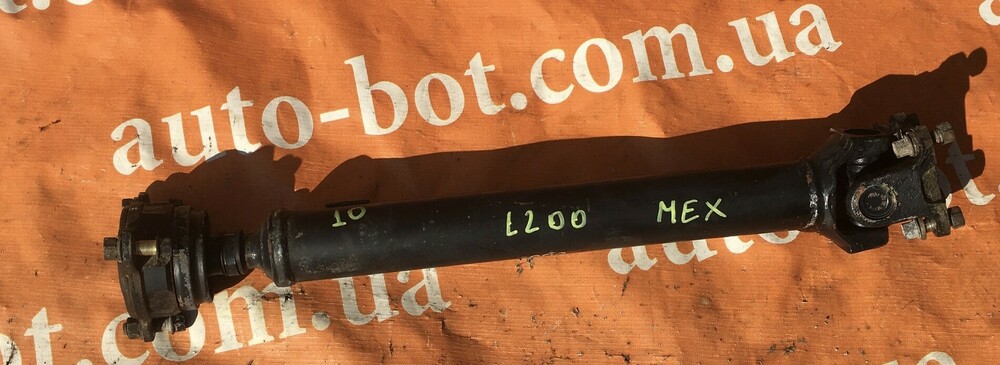 auto-bot.com.ua
10 L200 MEX
auto
bot.com.ua